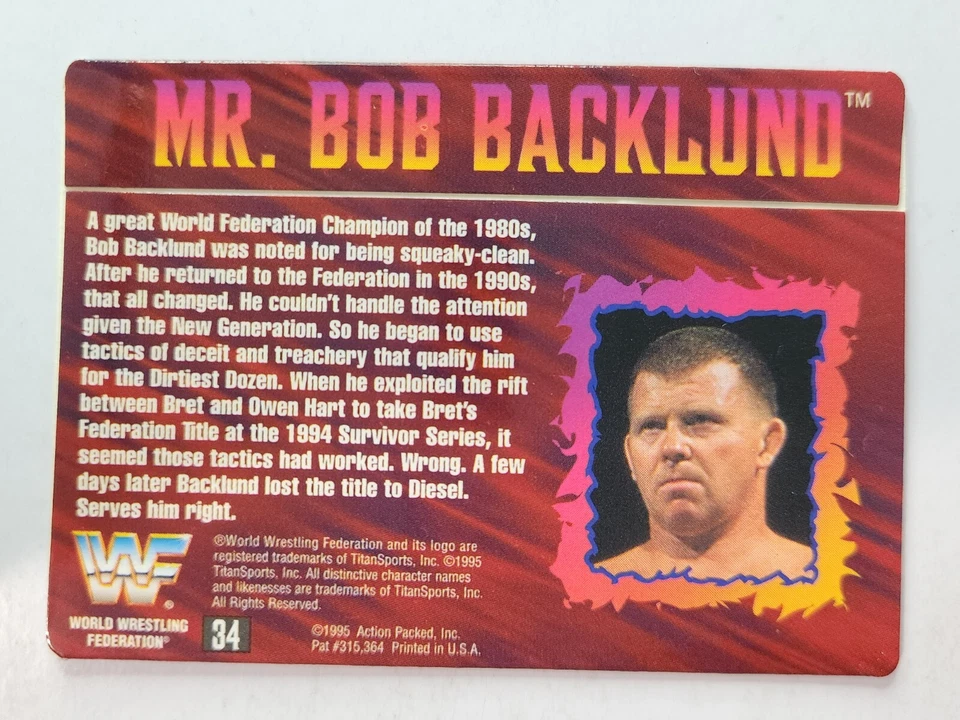 MR. BOB BACKLUND™
A great World Federation Champion of the 1980s,
Bob Backlund was noted for being squeaky-clean.
After he returned to the Federation in the 1990s,
that all changed. He couldn't handle the attention
given the New Generation. So he began to use
tactics of deceit and treachery that qualify him
for the Dirtiest Dozen. When he exploited the rift
between Bret and Owen Hart to take Bret's
Federation Title at the 1994 Survivor Series, it
seemed those tactics had worked. Wrong. A few
days later Backlund lost the title to Diesel.
Serves him right.
WF®
WORLD WRESTLING
FEDERATION®
34
®World Wrestling Federation and its logo are
registered trademarks of TitanSports, Inc. ©1995
TitanSports, Inc. All distinctive character names
and likenesses are trademarks of TitanSports, Inc.
All Rights Reserved.
©1995 Action Packed, Inc.
Pat #315,364 Printed in U.S.A.